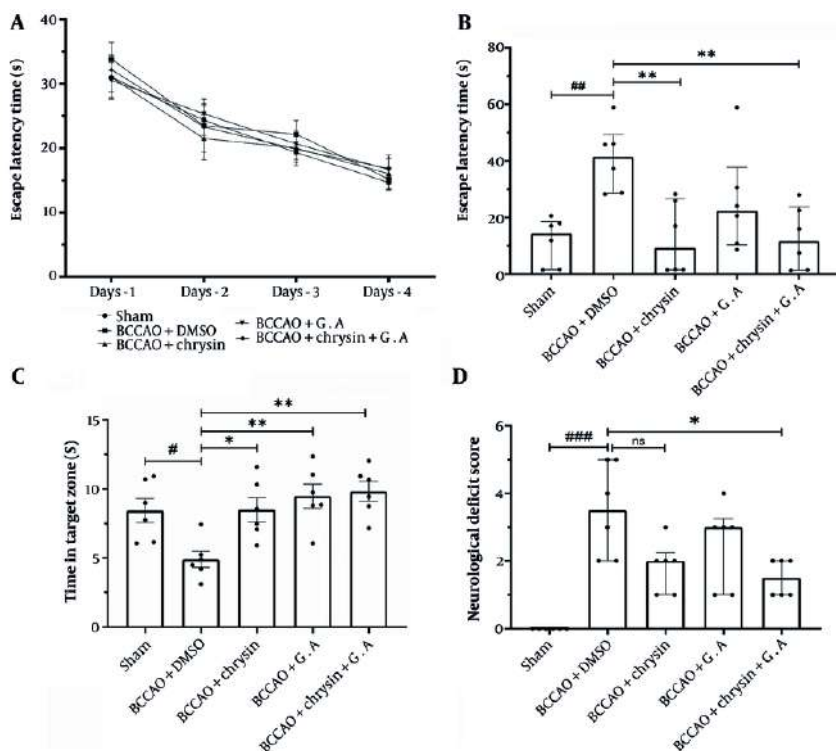 A
Escape latency time (s)
40
30
20
10
0
Days-1
Days-2
Days-3
Days-4
Sham
BCCAO+DMSO
BCCAO+chrysin
BCCAO+G.A
BCCAO+chrysin+G.A
B
Escape latency time (s)
80
60
40
20
0
##
**
**
Sham
BCCAO+DMSO
BCCAO+chrysin
BCCAO+G.A
BCCAO+chrysin+G.A
C
Time in target zone (S)
15
10
5
0
#
*
**
**
Sham
BCCAO+DMSO
BCCAO+chrysin
BCCAO+G.A
BCCAO+chrysin+G.A
D
Neurological deficit score
6
4
2
0
###
ns
*
Sham
BCCAO+DMSO
BCCAO+chrysin
BCCAO+G.A
BCCAO+chrysin+G.A